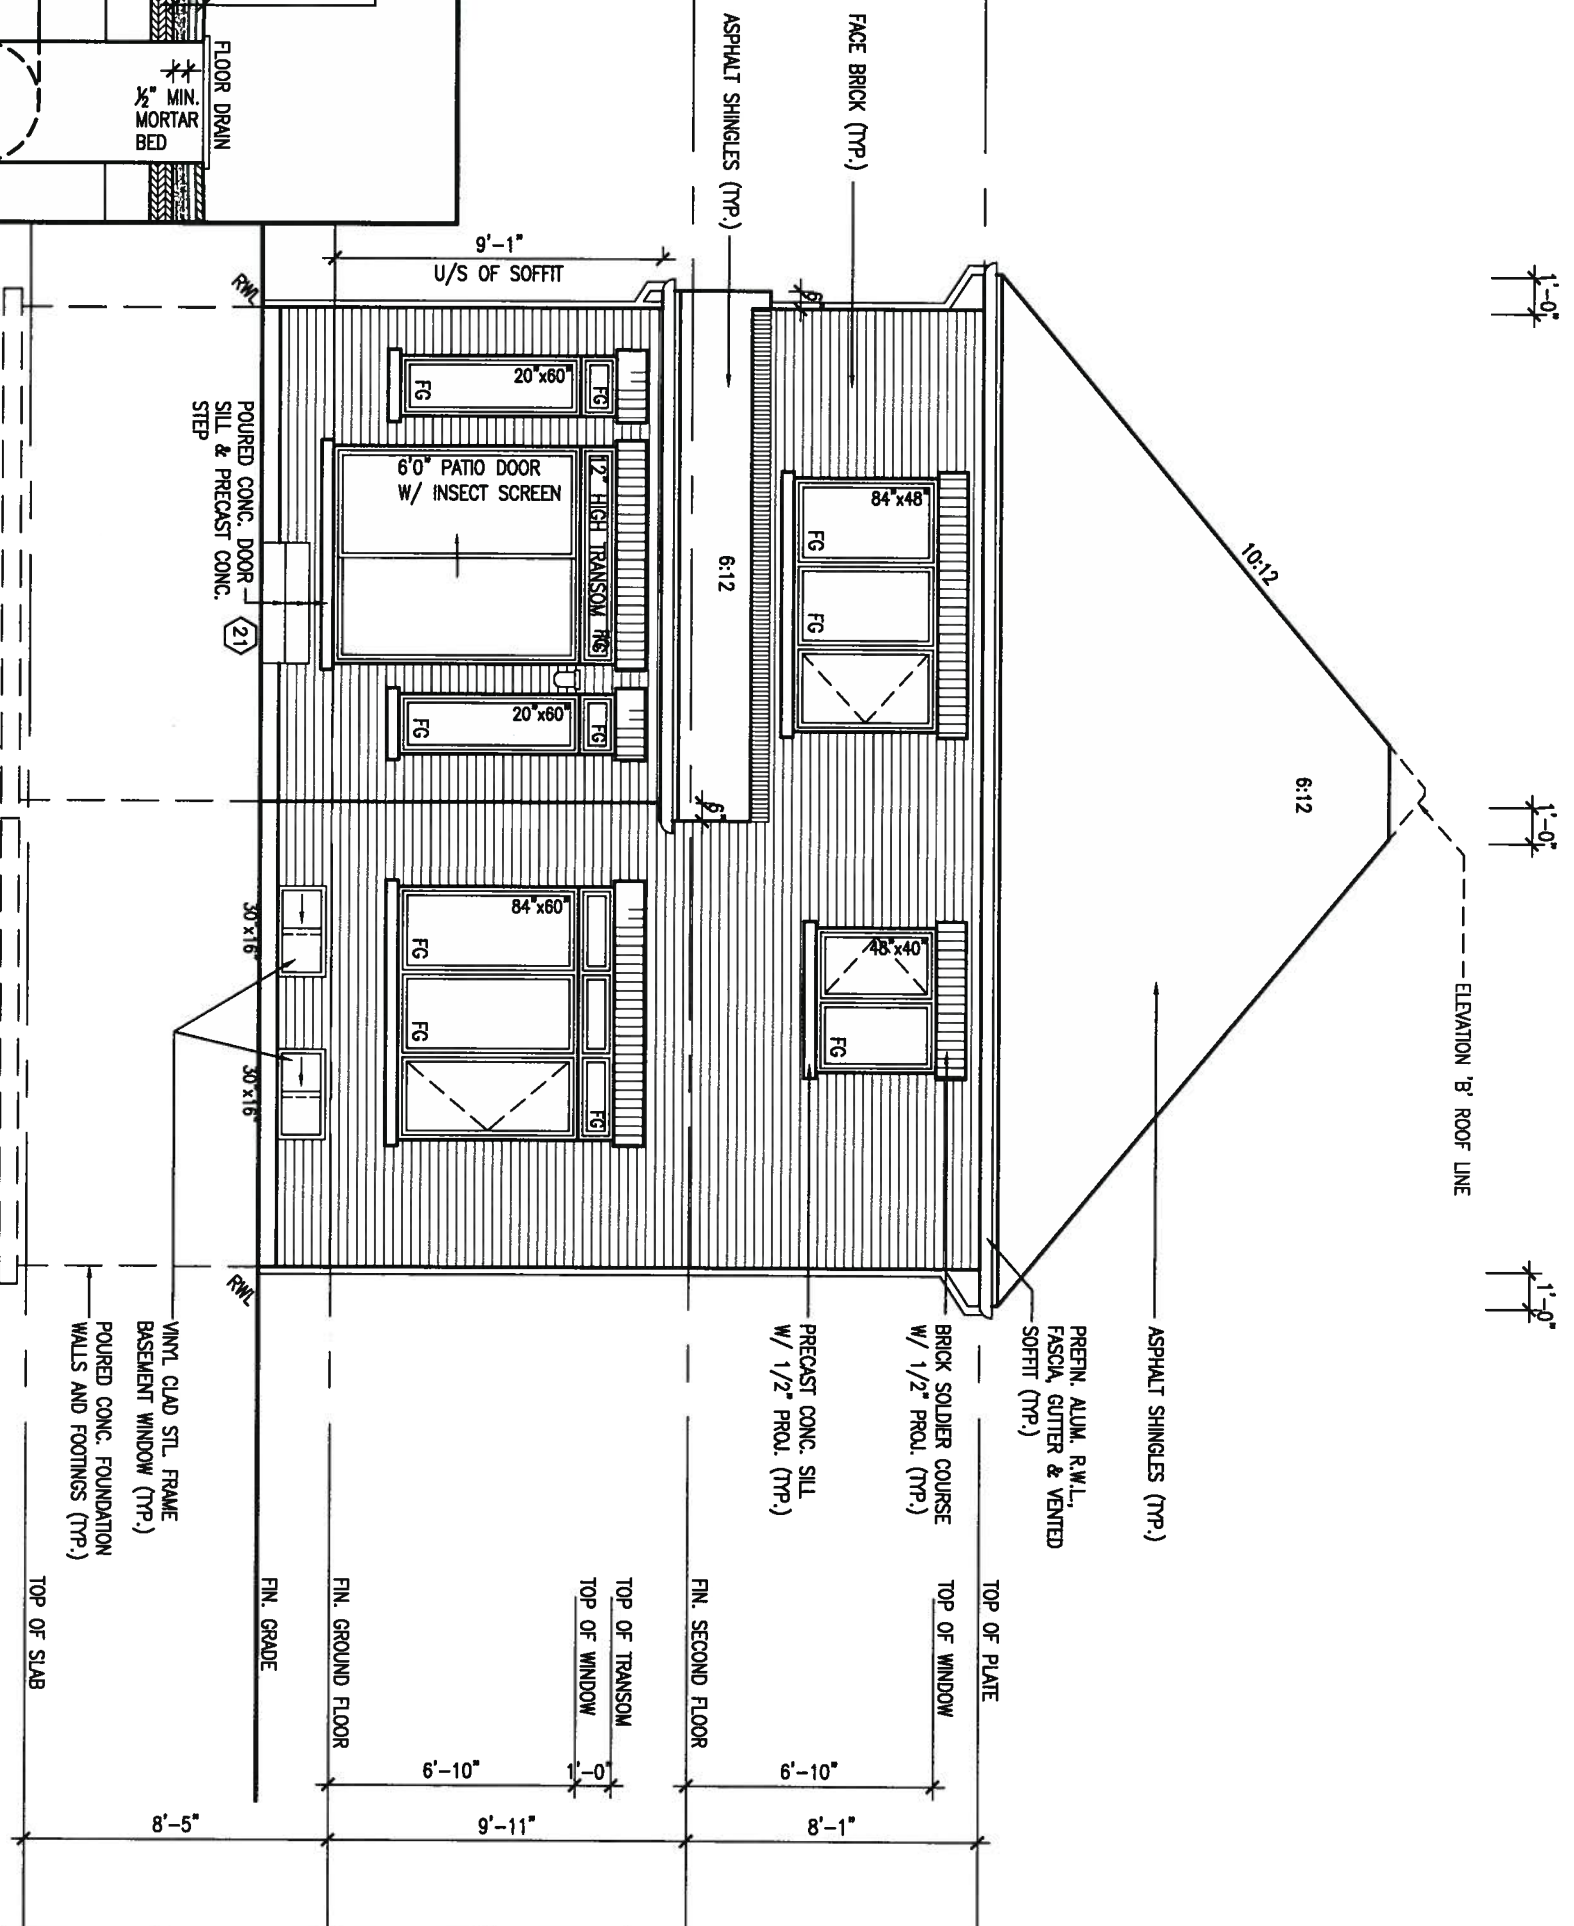 1'-0"
1'-0"
1'-0"
ELEVATION 'B' ROOF LINE
10:12
6:12
ASPHALT SHINGLES (TYP.)
PREFIN. ALUM. R.W.L.,
FASCIA, GUTTER & VENTED
SOFFIT (TYP.)
TOP OF PLATE
TOP OF WINDOW
BRICK SOLDIER COURSE
W/ 1/2" PROJ. (TYP.)
PRECAST CONC. SILL
W/ 1/2" PROJ. (TYP.)
FACE BRICK (TYP.)
84"x48"
FG
FG
48"x40"
FG
6"
ASPHALT SHINGLES (TYP.)
6:12
6"
FIN. SECOND FLOOR
6'-10"
8'-1"
TOP OF TRANSOM
TOP OF WINDOW
1'-0"
6'-10"
9'-11"
9'-1"
U/S OF SOFFIT
FG
20"x60"
FG
12" HIGH TRANSOM FG
6'0" PATIO DOOR
W/ INSECT SCREEN
FG
20"x60"
FG
84"x60"
FG
FG
FG
FIN. GROUND FLOOR
FIN. GRADE
RWL
RWL
POURED CONC. DOOR
SILL & PRECAST CONC.
STEP
21
30"x16"
30"x16"
VINYL CLAD STL. FRAME
BASEMENT WINDOW (TYP.)
POURED CONC. FOUNDATION
WALLS AND FOOTINGS (TYP.)
8'-5"
TOP OF SLAB
FLOOR DRAIN
½" MIN.
MORTAR
BED